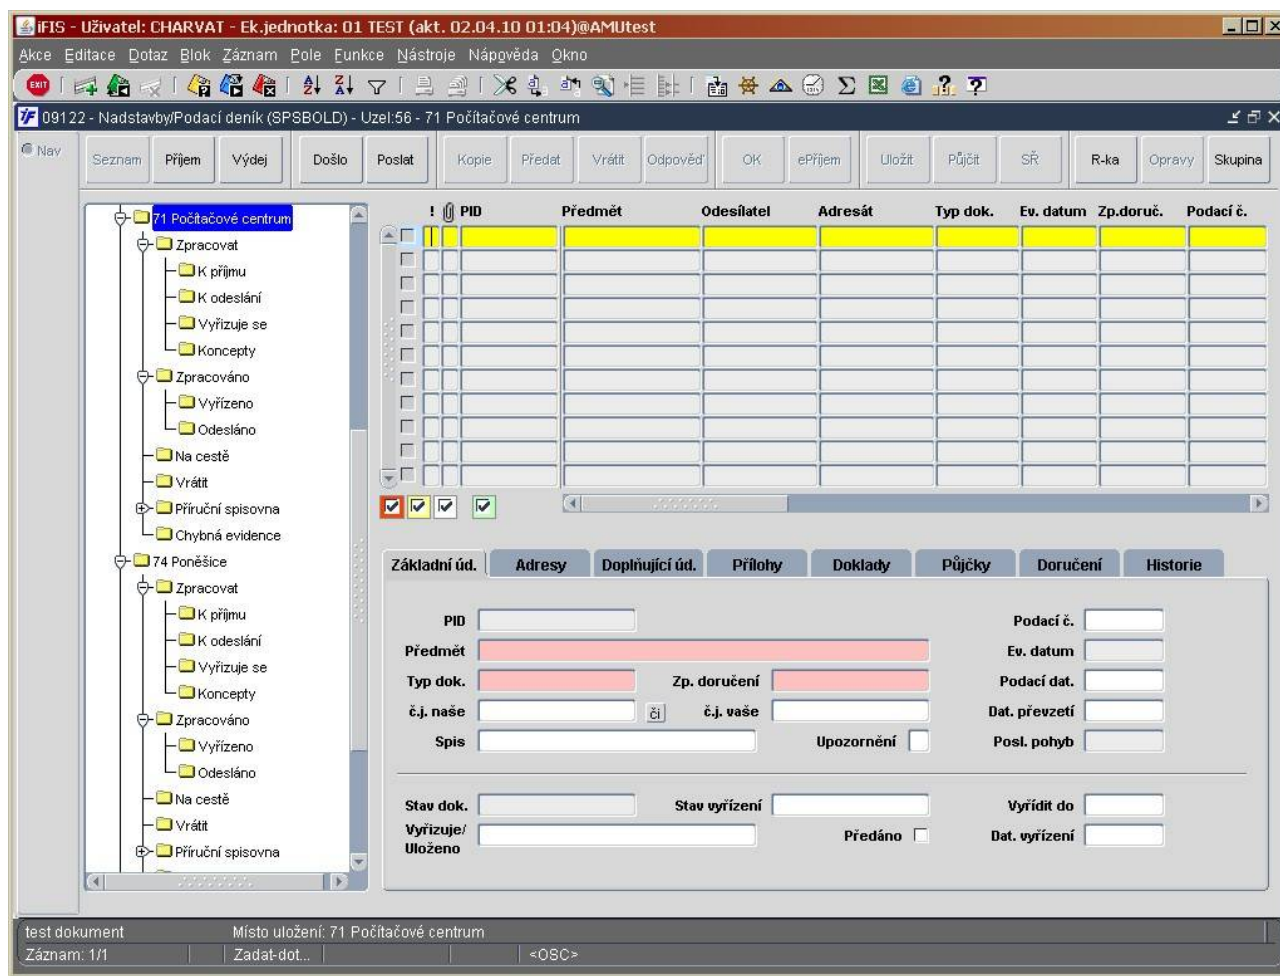 iFIS - Uživatel: CHARVAT - Ek.jednotka: 01 TEST (akt. 02.04.10 01:04)@AMUtest
Akce Editace Dotaz Blok Záznam Pole Funkce Nástroje Nápověda Okno
EXIT
09122 - Nadstavby/Podací deník (SPSBOLD) - Uzel:56 - 71 Počítačové centrum
Nav
Seznam Příjem Výdej Došlo Poslat Kopie Předat Vrátit Odpověď OK ePříjem Uložit Půjčit SŘ R-ka Opravy Skupina
71 Počítačové centrum
Zpracovat
K příjmu
K odeslání
Vyřizuje se
Koncepty
Zpracováno
Vyřízeno
Odesláno
Na cestě
Vrátit
Příruční spisovna
Chybná evidence
74 Poněšice
Zpracovat
K příjmu
K odeslání
Vyřizuje se
Koncepty
Zpracováno
Vyřízeno
Odesláno
Na cestě
Vrátit
Příruční spisovna
! PID Předmět Odesílatel Adresát Typ dok. Ev. datum Zp.doruč. Podací č.
Základní úd. Adresy Doplňující úd. Přílohy Doklady Půjčky Doručení Historie
PID Podací č.
Předmět Ev. datum
Typ dok. Zp. doručení Podací dat.
č.j. naše čj č.j. vaše Dat. převzetí
Spis Upozornění Posl. pohyb
Stav dok. Stav vyřízení Vyřídit do
Vyřizuje/
Uloženo Předáno Dat. vyřízení
test dokument Místo uložení: 71 Počítačové centrum
Záznam: 1/1 Zadat-dot... <OSC>